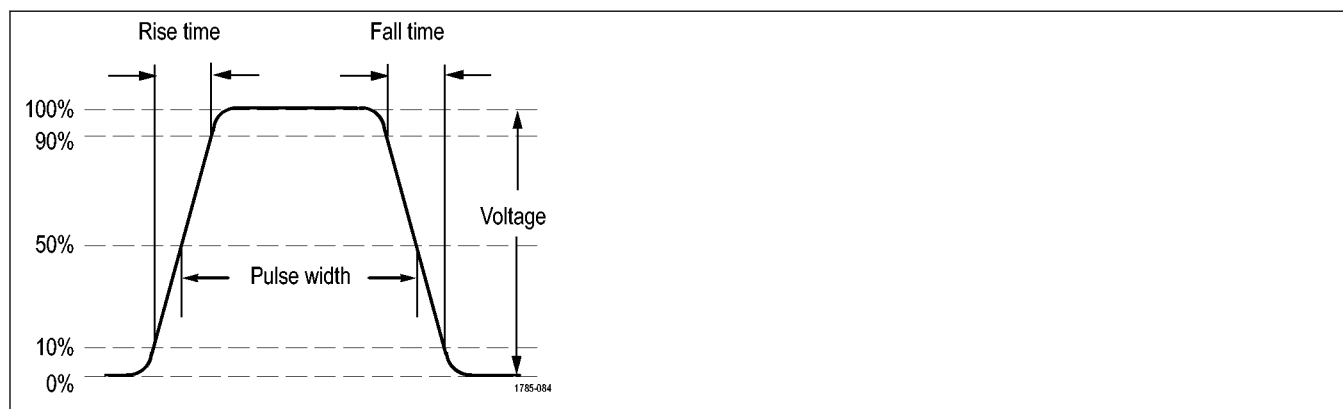 Rise time
Fall time
100%
90%
Voltage
50%
Pulse width
10%
0%
1785-084